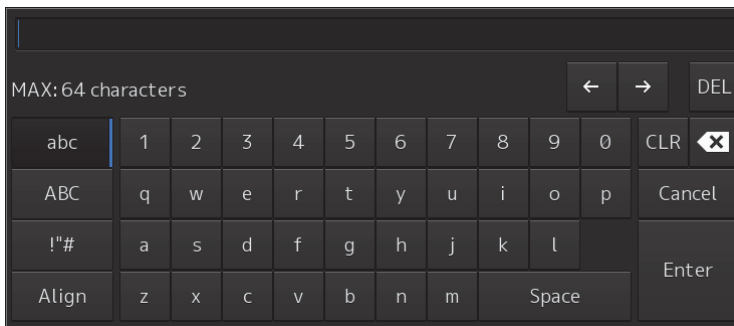 MAX: 64 characters
← → DEL
abc 1 2 3 4 5 6 7 8 9 0 CLR
ABC q w e r t y u i o p Cancel
!"# a s d f g h j k l
Enter
Align z x c v b n m Space